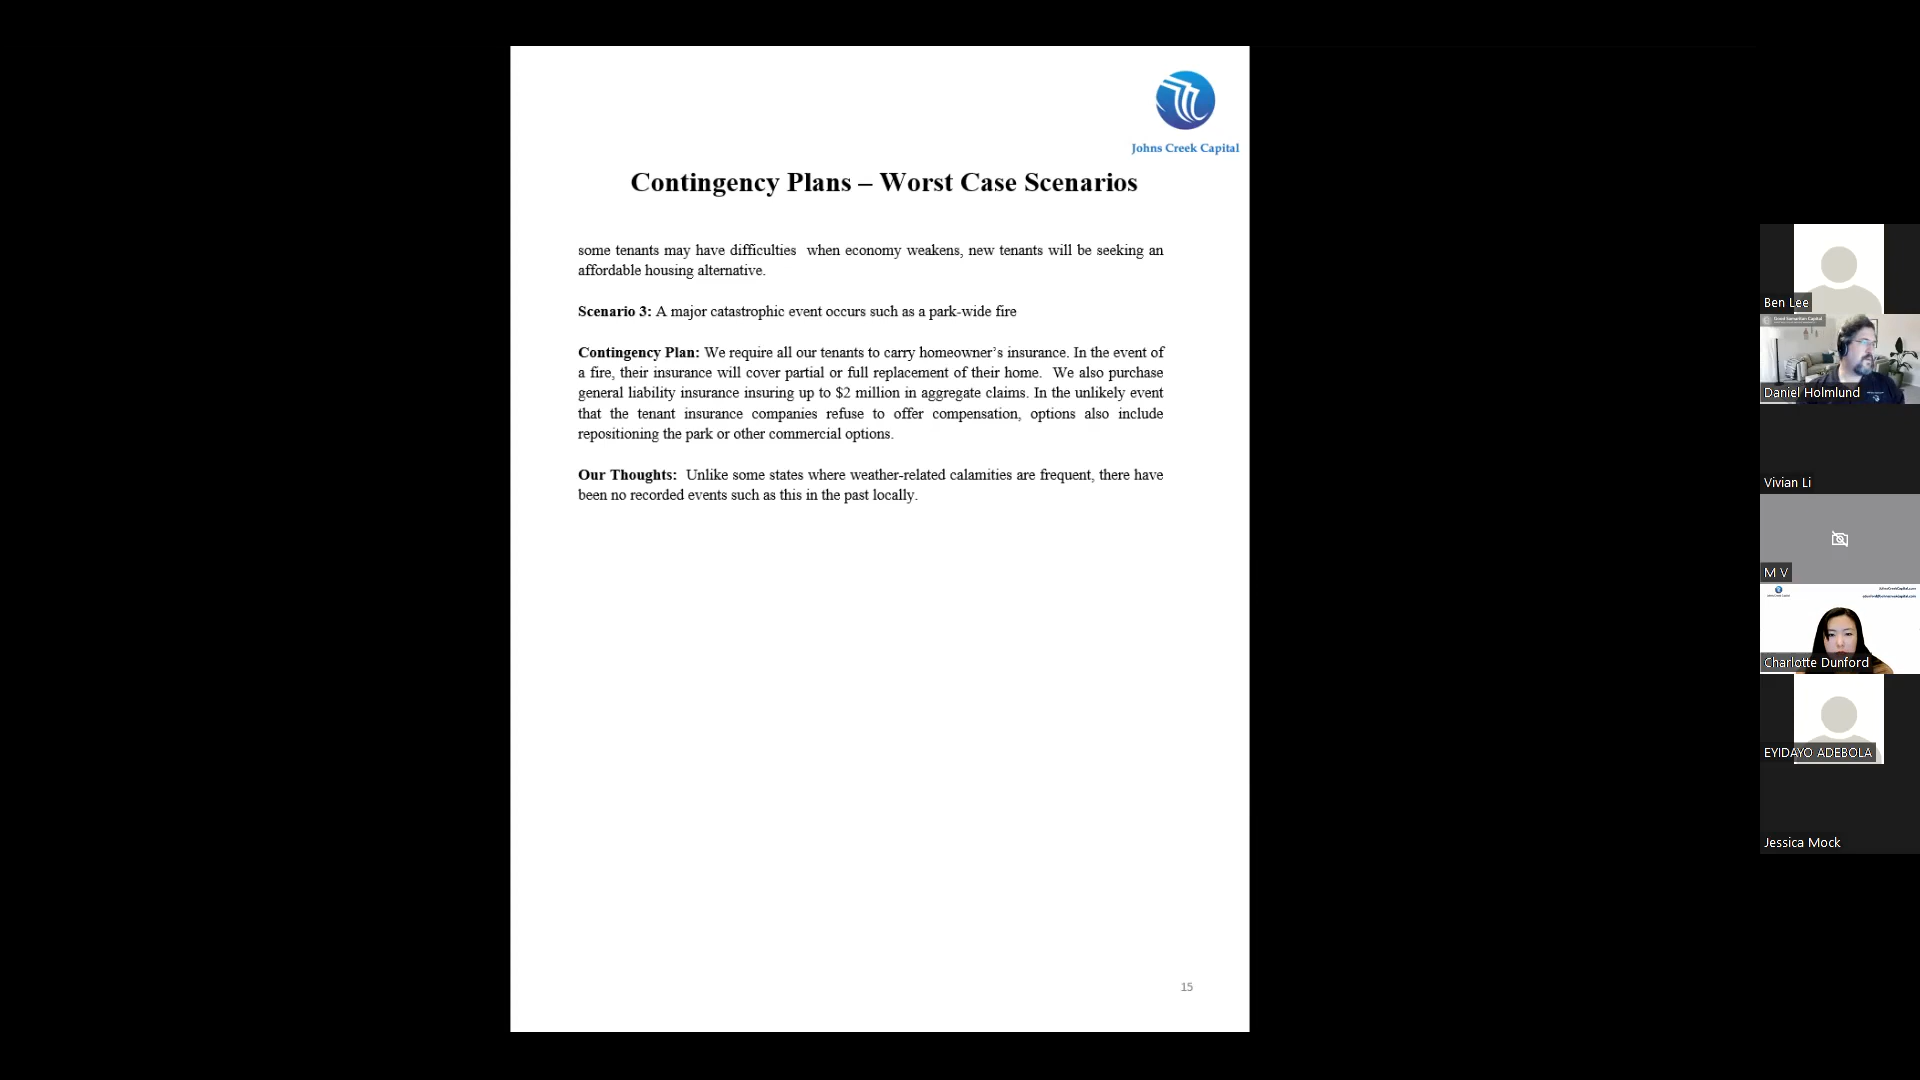 Johns Creek Capital
Contingency Plans – Worst Case Scenarios
some tenants may have difficulties when economy weakens, new tenants will be seeking an
affordable housing alternative.
Scenario 3: A major catastrophic event occurs such as a park-wide fire
Contingency Plan: We require all our tenants to carry homeowner’s insurance. In the event of
a fire, their insurance will cover partial or full replacement of their home. We also purchase
general liability insurance insuring up to $2 million in aggregate claims. In the unlikely event
that the tenant insurance companies refuse to offer compensation, options also include
repositioning the park or other commercial options.
Our Thoughts: Unlike some states where weather-related calamities are frequent, there have
been no recorded events such as this in the past locally.
15
Ben Lee
Good Samaritan Capital
Daniel Holmlund
Vivian Li
M V
JohnsCreekCapital.com
Charlotte Dunford
EYIDAYO ADEBOLA
Jessica Mock